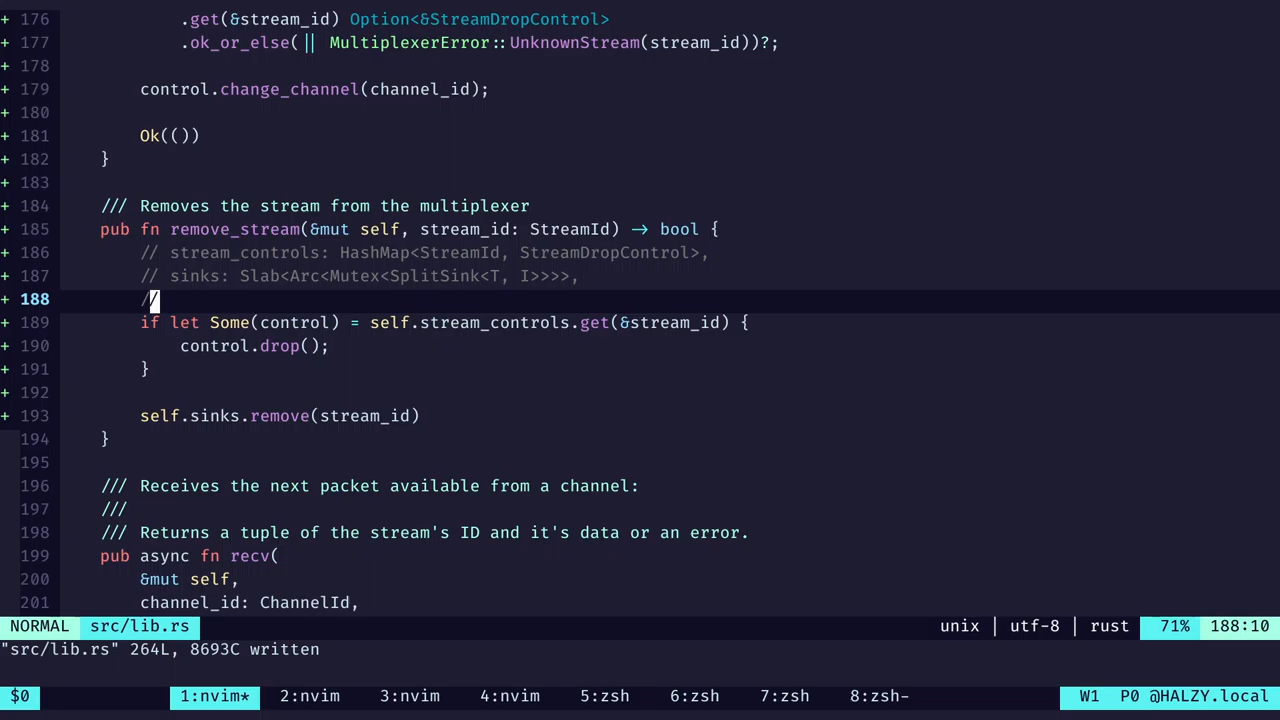 + 176 .get(&stream_id) Option<&StreamDropControl>
+ 177 .ok_or_else(|| MultiplexerError::UnknownStream(stream_id))?;
+ 178
+ 179 control.change_channel(channel_id);
+ 180
+ 181 Ok(())
+ 182 }
+ 183
+ 184 /// Removes the stream from the multiplexer
+ 185 pub fn remove_stream(&mut self, stream_id: StreamId) -> bool {
+ 186 // stream_controls: HashMap<StreamId, StreamDropControl>,
+ 187 // sinks: Slab<Arc<Mutex<SplitSink<T, I>>>>,
+ 188 //
+ 189 if let Some(control) = self.stream_controls.get(&stream_id) {
+ 190 control.drop();
+ 191 }
+ 192
+ 193 self.sinks.remove(stream_id)
194 }
195
196 /// Receives the next packet available from a channel:
197 ///
198 /// Returns a tuple of the stream's ID and it's data or an error.
199 pub async fn recv(
200 &mut self,
201 channel_id: ChannelId,
NORMAL src/lib.rs unix | utf-8 | rust 71% 188:10
"src/lib.rs" 264L, 8693C written
$0 1:nvim* 2:nvim 3:nvim 4:nvim 5:zsh 6:zsh 7:zsh 8:zsh- W1 P0 @HALZY.local